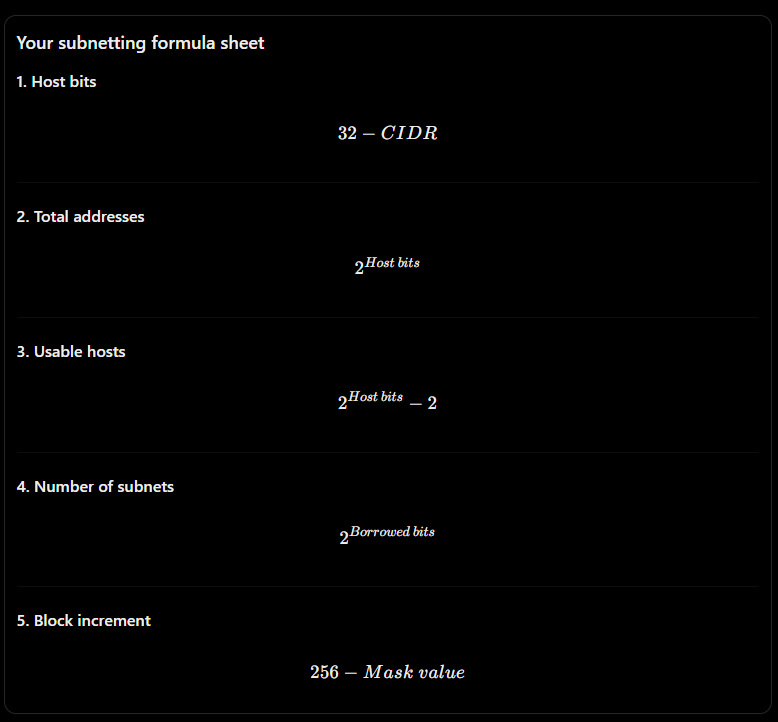 Your subnetting formula sheet
1. Host bits
32 − CIDR
2. Total addresses
2^{Host bits}
3. Usable hosts
2^{Host bits} − 2
4. Number of subnets
2^{Borrowed bits}
5. Block increment
256 − Mask value